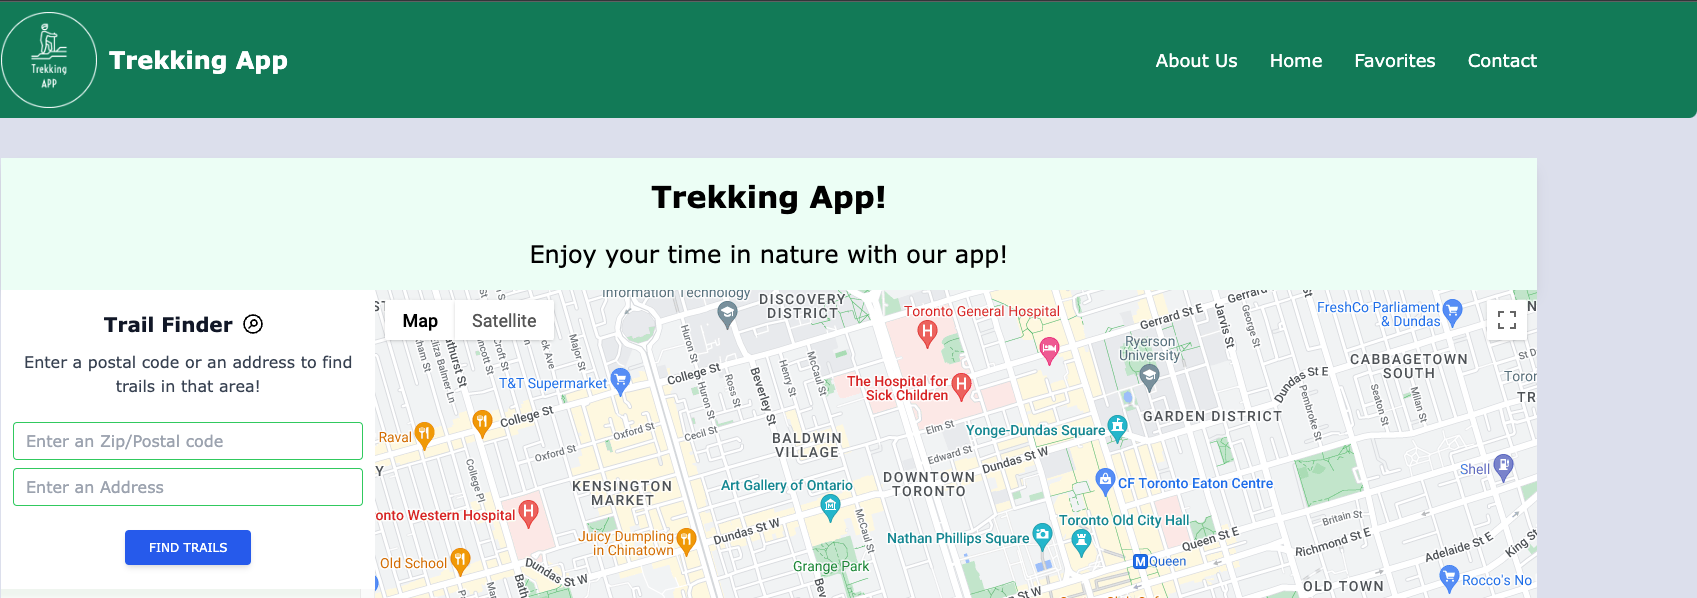 Trekking
APP
Trekking App
About Us
Home
Favorites
Contact
Trekking App!
Enjoy your time in nature with our app!
Trail Finder
Enter a postal code or an address to find
trails in that area!
Enter an Zip/Postal code
Enter an Address
FIND TRAILS
Map
Satellite
Information Technology
DISCOVERY
DISTRICT
Toronto General Hospital
Gerrard St E
Gerrard
Jarvis St
George St
FreshCo Parliament
& Dundas
Ryerson
University
CABBAGETOWN
SOUTH
Huron St
Major St
T&T Supermarket
College St
Ross St
Huron St
Beverley St
Henry St
McCaul St
The Hospital for
Sick Children
Dundas St E
Pembroke St
Seaton St
Milan St
College St
Raval
Oxford St
Oxford St
Cecil St
BALDWIN
VILLAGE
Elm St
Edward St
Yonge-Dundas Square
GARDEN DISTRICT
Dundas St W
College Pl
KENSINGTON
MARKET
Art Gallery of Ontario
DOWNTOWN
TORONTO
CF Toronto Eaton Centre
Shell
onto Western Hospital
Juicy Dumpling
in Chinatown
Dundas St W
McCaul St
Nathan Phillips Square
Toronto Old City Hall
Queen St E
Britain St
Richmond St E
Adelaide St E
King St
Old School
Dundas St W
Grange Park
M Queen
OLD TOWN
Rocco's No